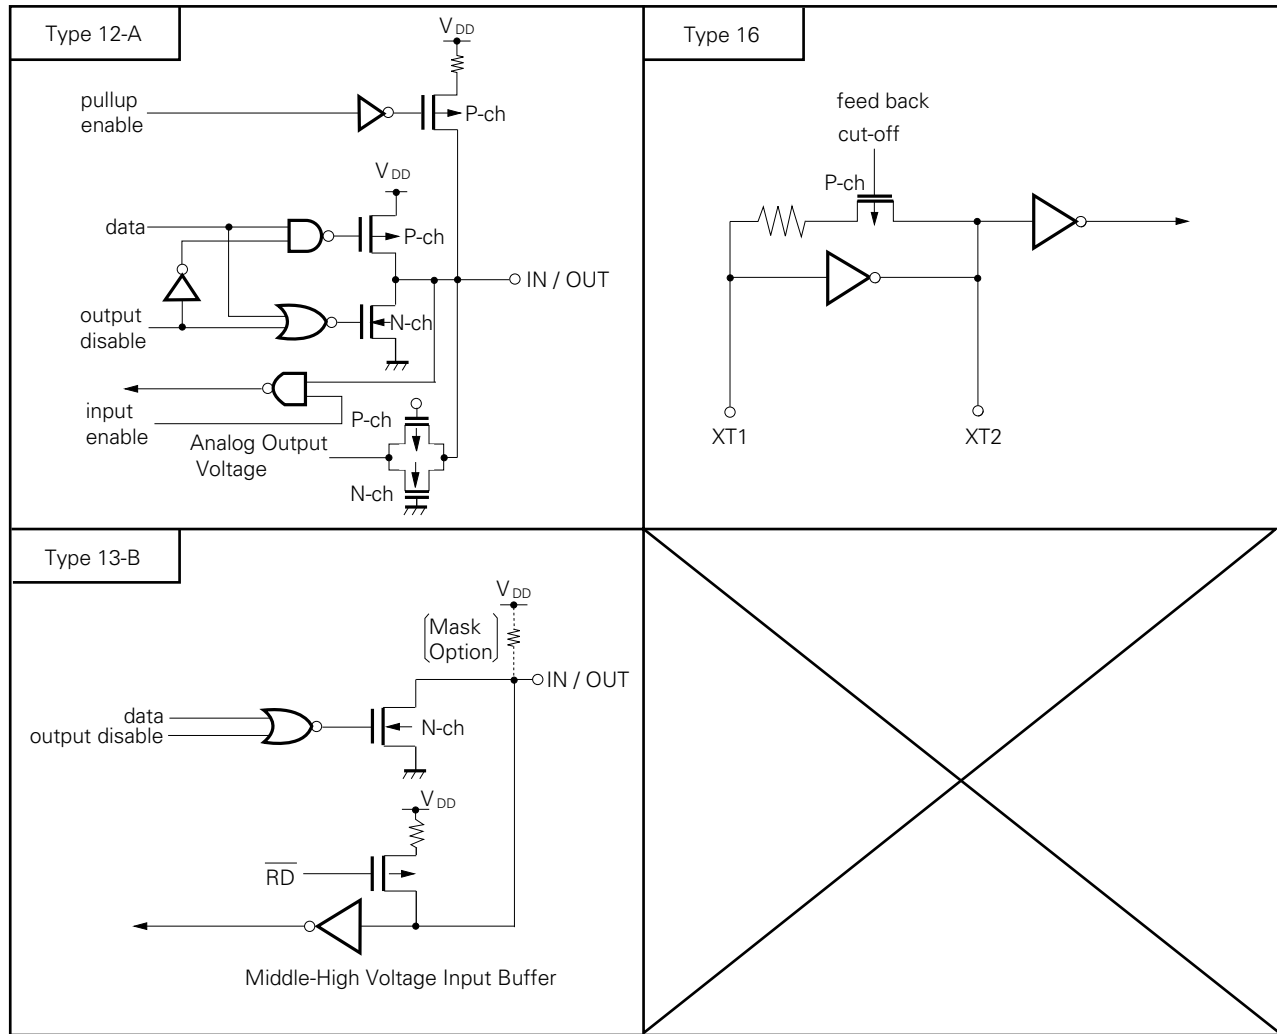 Type 12-A
VDD
pullup
enable
P-ch
VDD
data
P-ch
IN / OUT
output
disable
N-ch
input
enable
P-ch
Analog Output
Voltage
N-ch
Type 16
feed back
cut-off
P-ch
XT1
XT2
Type 13-B
VDD
Mask
Option
IN / OUT
data
output disable
N-ch
VDD
RD
Middle-High Voltage Input Buffer